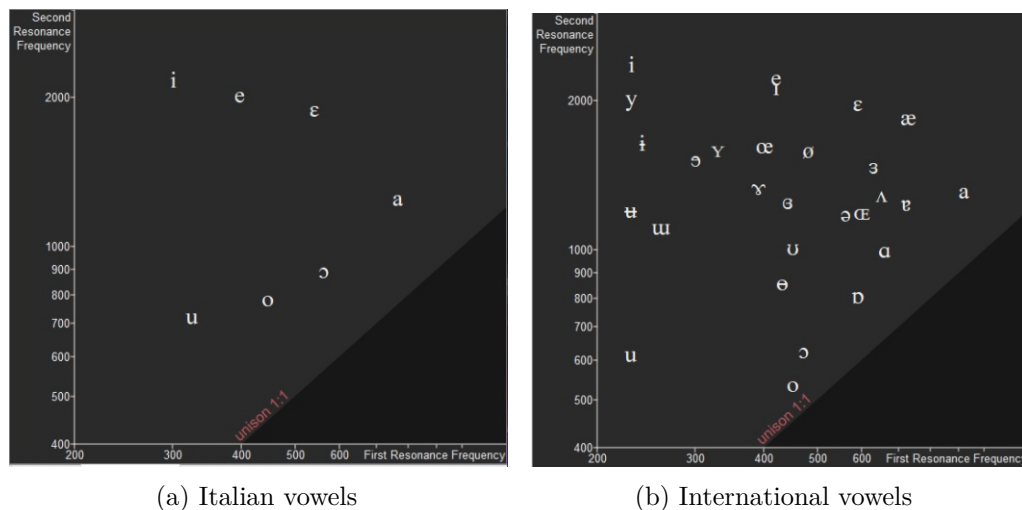 Second
Resonance
Frequency
2000
1000
900
800
700
600
500
400
200
300
400
500
600
First Resonance Frequency
unison 1:1
i
e
ɛ
a
ɔ
o
u
(a) Italian vowels
Second
Resonance
Frequency
2000
1000
900
800
700
600
500
400
200
300
400
500
600
First Resonance Frequency
unison 1:1
i
e
ɪ
y
ɛ
æ
ɨ
ɘ
ʏ
œ
ø
ɜ
ɤ
ɞ
ʌ
ɐ
a
ʉ
ɯ
ə
ɶ
ʊ
ɑ
ɵ
ɒ
u
ɔ
o
(b) International vowels